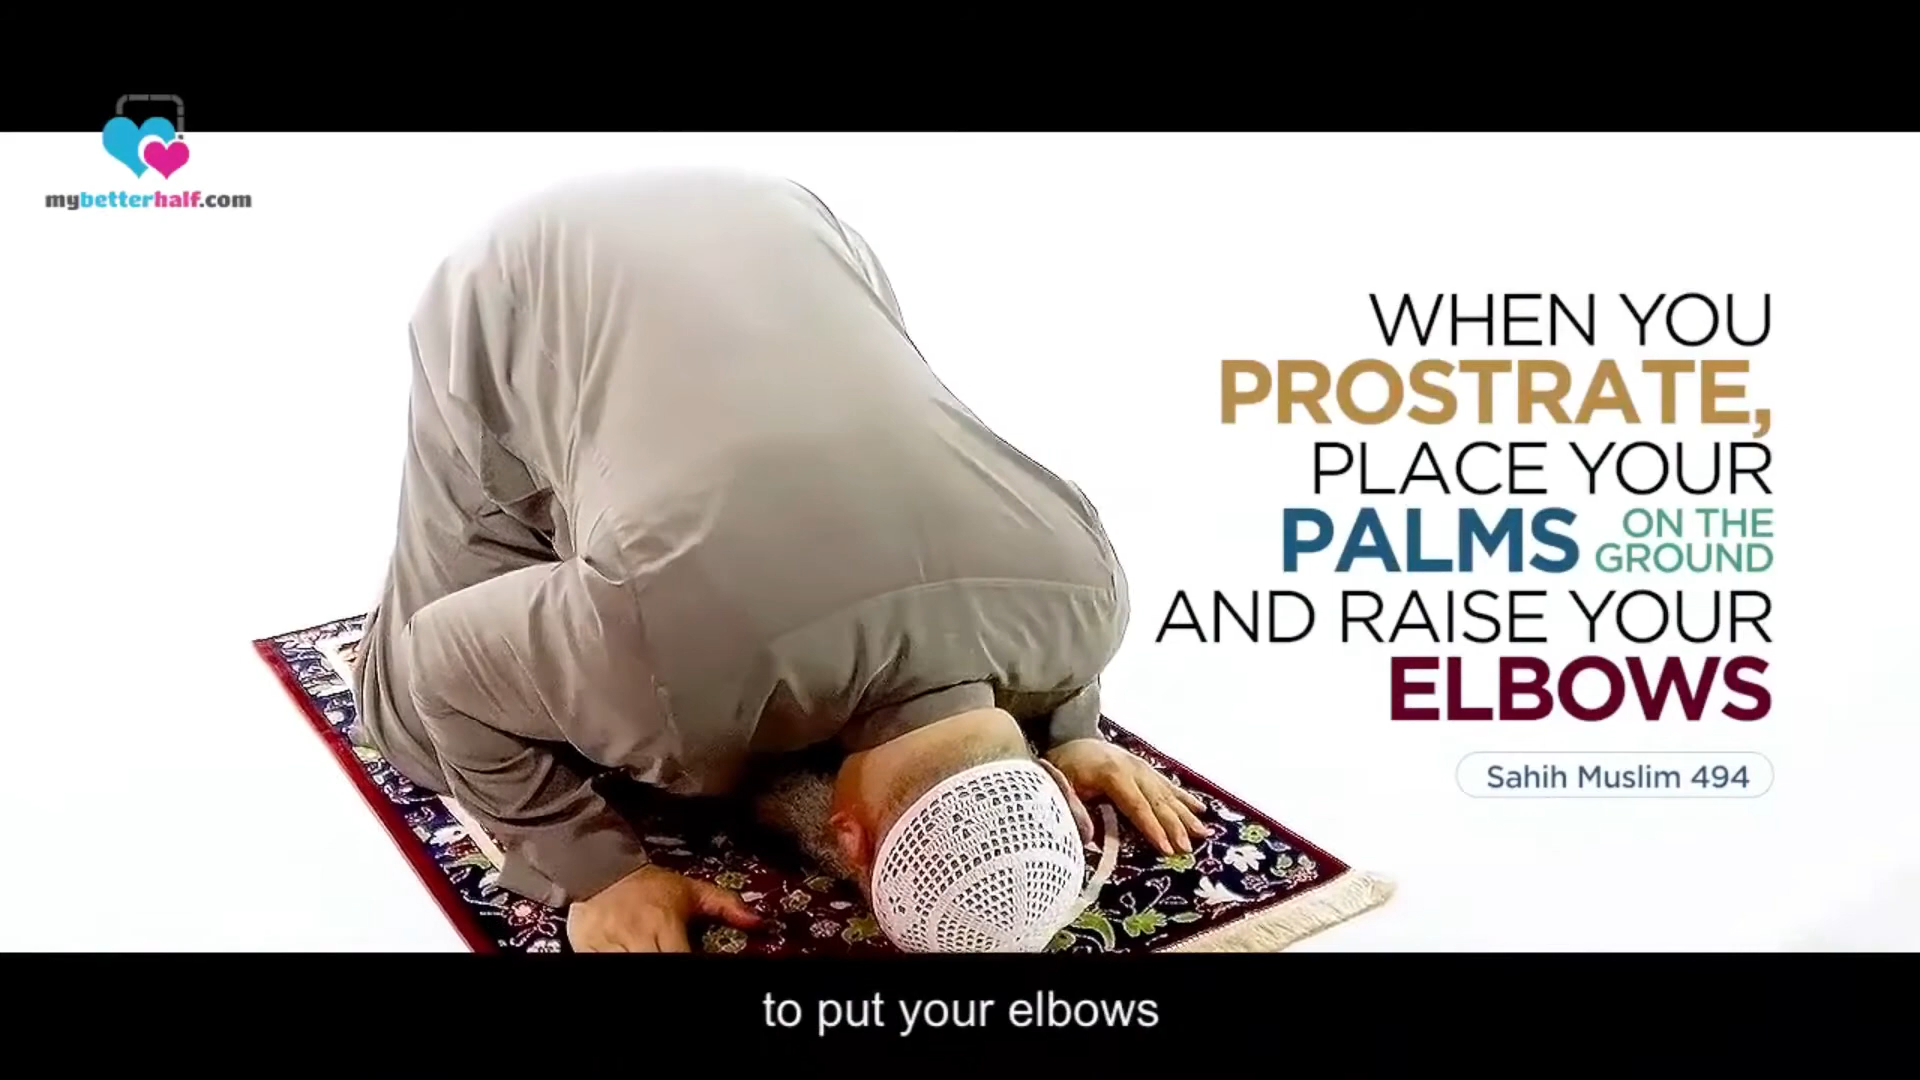 mybetterhalf.com
WHEN YOU
PROSTRATE,
PLACE YOUR
PALMS ON THE
GROUND
AND RAISE YOUR
ELBOWS
Sahih Muslim 494
to put your elbows